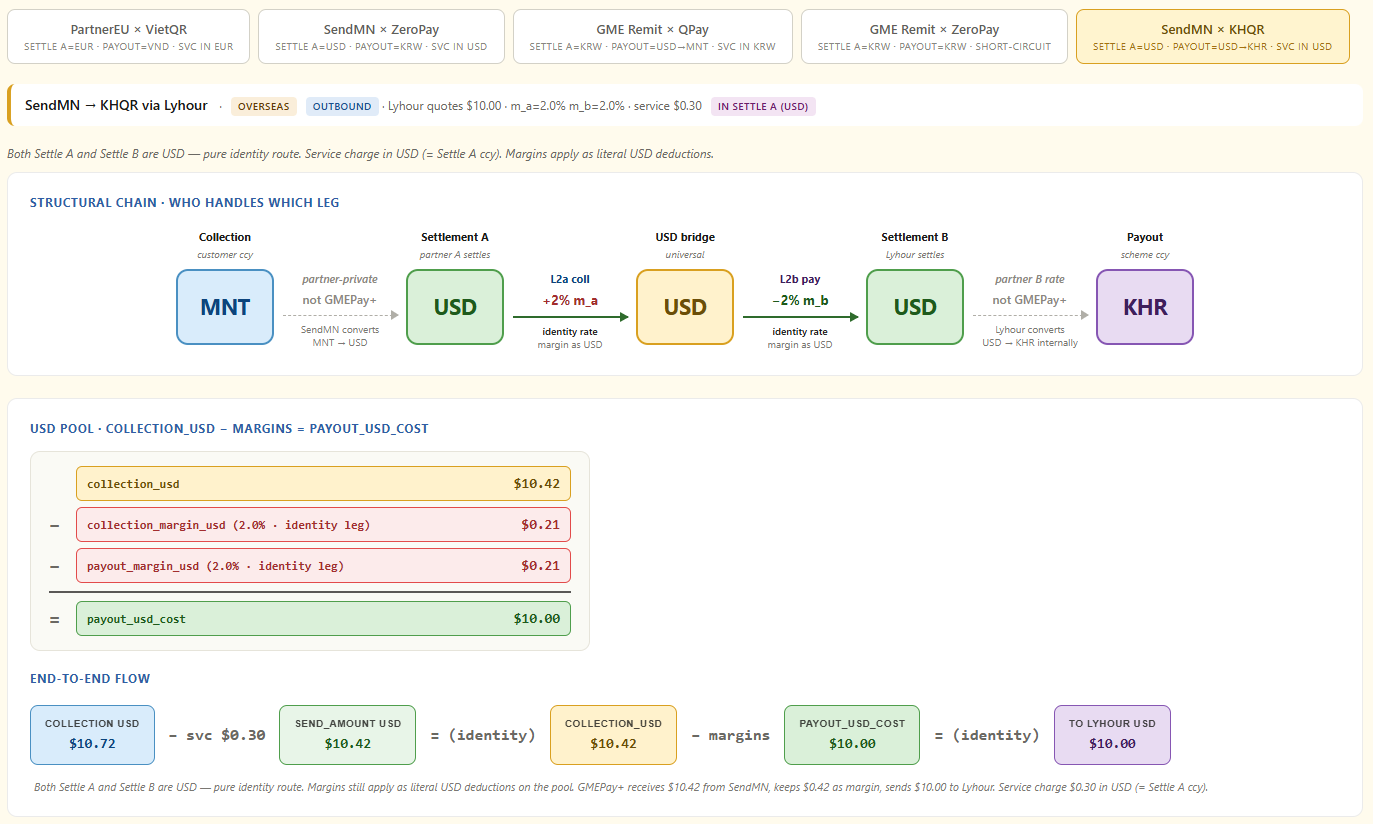 PartnerEU × VietQR
SETTLE A=EUR · PAYOUT=VND · SVC IN EUR
SendMN × ZeroPay
SETTLE A=USD · PAYOUT=KRW · SVC IN USD
GME Remit × QPay
SETTLE A=KRW · PAYOUT=USD→MNT · SVC IN KRW
GME Remit × ZeroPay
SETTLE A=KRW · PAYOUT=KRW · SHORT-CIRCUIT
SendMN × KHQR
SETTLE A=USD · PAYOUT=USD→KHR · SVC IN USD
SendMN → KHQR via Lyhour · OVERSEAS OUTBOUND · Lyhour quotes $10.00 · m_a=2.0% m_b=2.0% · service $0.30 IN SETTLE A (USD)
Both Settle A and Settle B are USD — pure identity route. Service charge in USD (= Settle A ccy). Margins apply as literal USD deductions.
STRUCTURAL CHAIN · WHO HANDLES WHICH LEG
Collection
customer ccy
MNT
partner-private
not GMEPay+
SendMN converts
MNT → USD
Settlement A
partner A settles
USD
L2a coll
+2% m_a
identity rate
margin as USD
USD bridge
universal
USD
L2b pay
−2% m_b
identity rate
margin as USD
Settlement B
Lyhour settles
USD
partner B rate
not GMEPay+
Lyhour converts
USD → KHR internally
Payout
scheme ccy
KHR
USD POOL · COLLECTION_USD − MARGINS = PAYOUT_USD_COST
collection_usd $10.42
− collection_margin_usd (2.0% · identity leg) $0.21
− payout_margin_usd (2.0% · identity leg) $0.21
= payout_usd_cost $10.00
END-TO-END FLOW
COLLECTION USD
$10.72
− svc $0.30
SEND_AMOUNT USD
$10.42
= (identity)
COLLECTION_USD
$10.42
− margins
PAYOUT_USD_COST
$10.00
= (identity)
TO LYHOUR USD
$10.00
Both Settle A and Settle B are USD — pure identity route. Margins still apply as literal USD deductions on the pool. GMEPay+ receives $10.42 from SendMN, keeps $0.42 as margin, sends $10.00 to Lyhour. Service charge $0.30 in USD (= Settle A ccy).